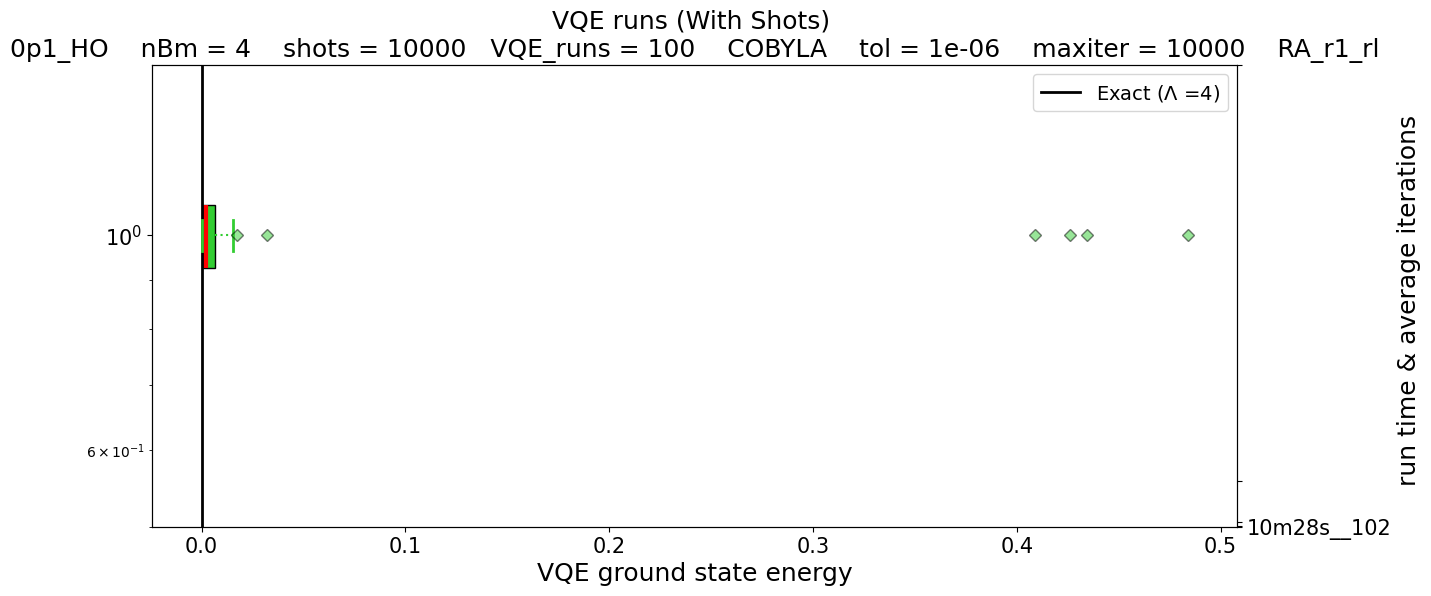 VQE runs (With Shots)
0p1_HO nBm = 4 shots = 10000 VQE_runs = 100 COBYLA tol = 1e-06 maxiter = 10000 RA_r1_rl
Exact (Λ =4)
10⁰
6 × 10⁻¹
0.0 0.1 0.2 0.3 0.4 0.5
VQE ground state energy
10m28s__102
run time & average iterations